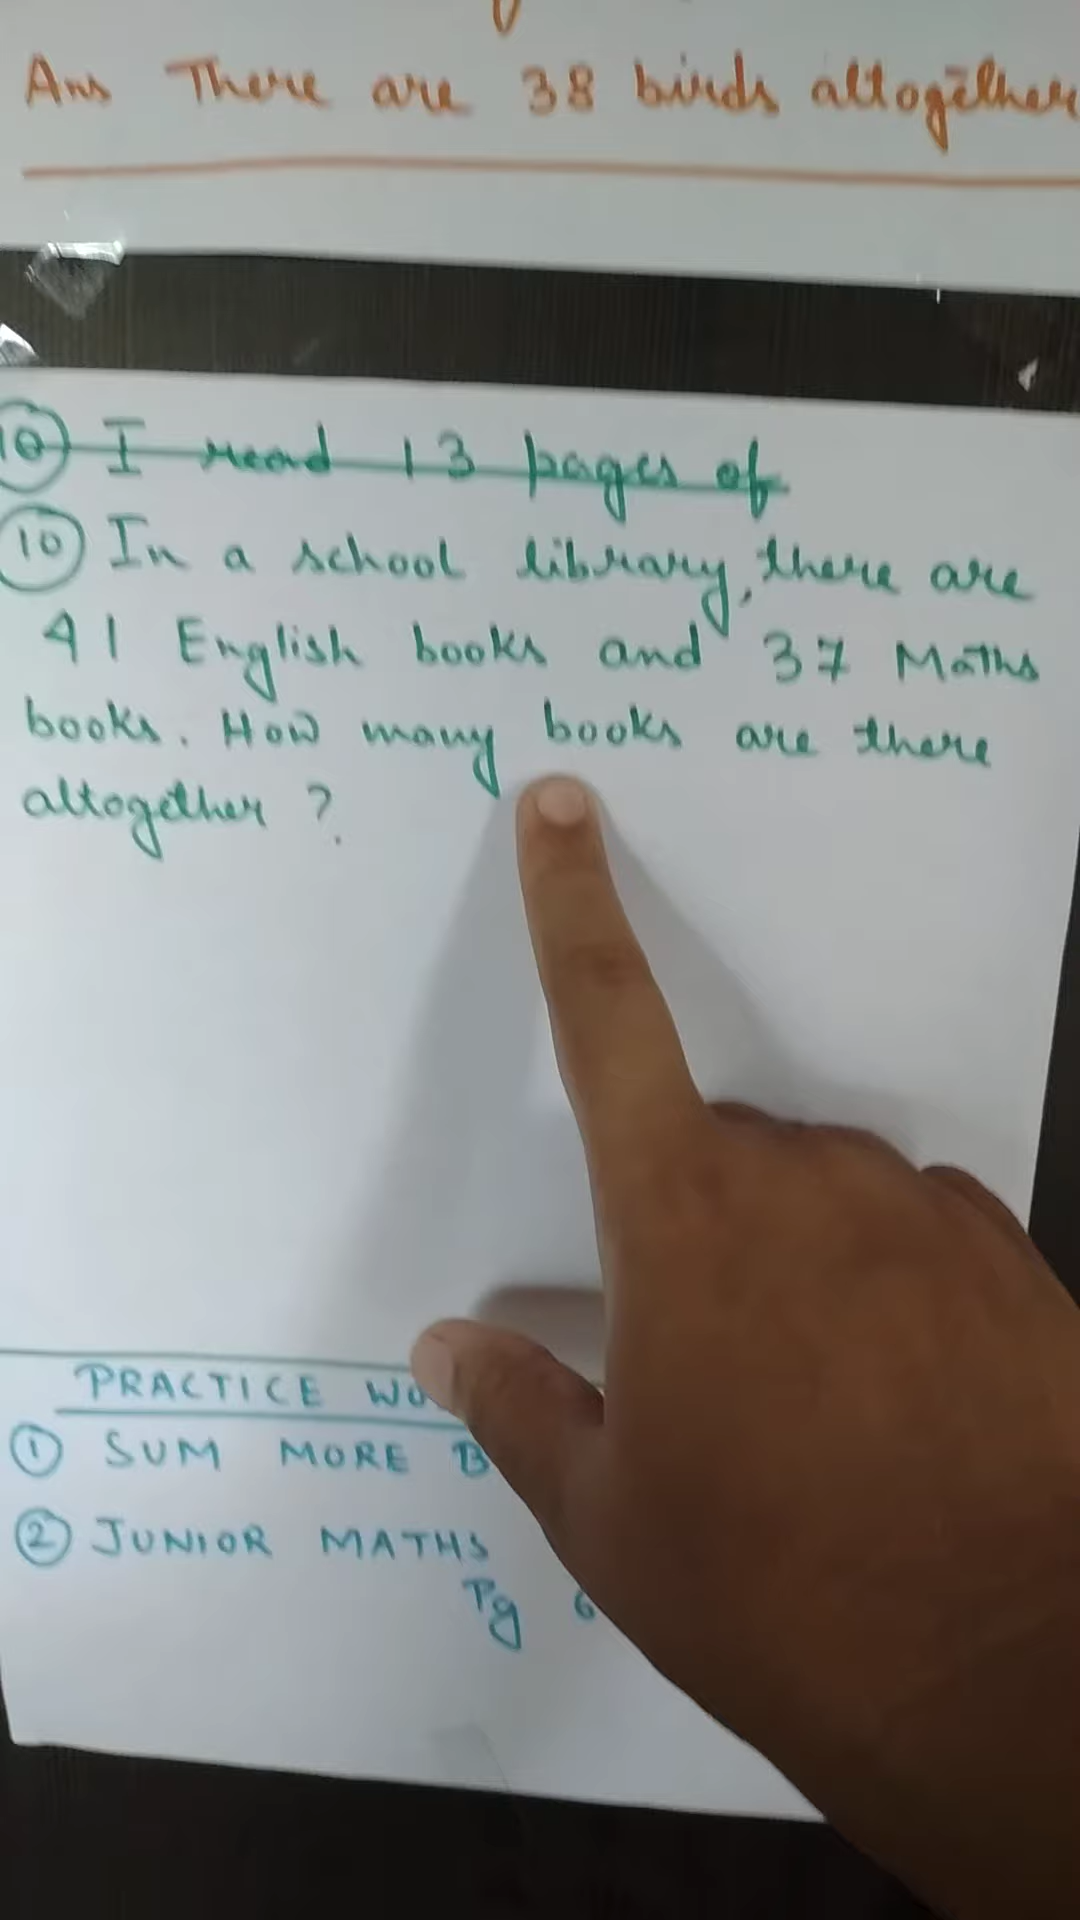 Ans There are 38 birds altogether
10 I read 13 pages of
10 In a school library, there are
41 English books and 37 Maths
books. How many books are there
altogether ?
PRACTICE
1 SUM MORE B
2 JUNIOR MATHS
Pg 6